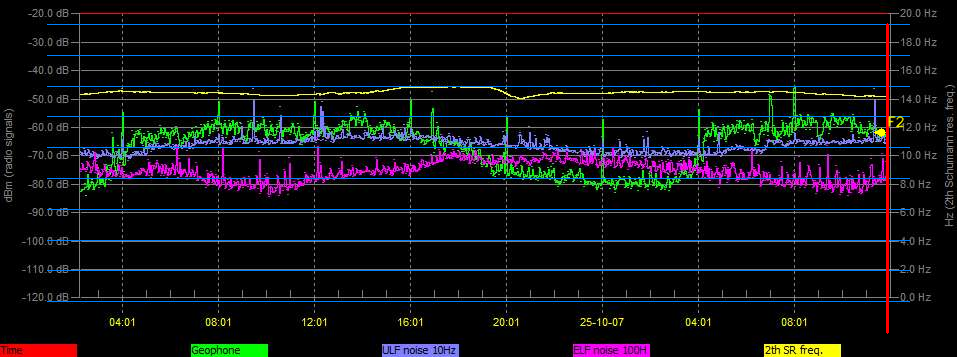 -20.0 dB
-30.0 dB
-40.0 dB
-50.0 dB
-60.0 dB
-70.0 dB
-80.0 dB
-90.0 dB
-100.0 dB
-110.0 dB
-120.0 dB
dBm (radio signals)
20.0 Hz
18.0 Hz
16.0 Hz
14.0 Hz
12.0 Hz
10.0 Hz
8.0 Hz
6.0 Hz
4.0 Hz
2.0 Hz
0.0 Hz
Hz (2th Schumann res. freq.)
F2
04:01 08:01 12:01 16:01 20:01 25-10-07 04:01 08:01
Time Geophone ULF noise 10Hz ELF noise 100H 2th SR freq.